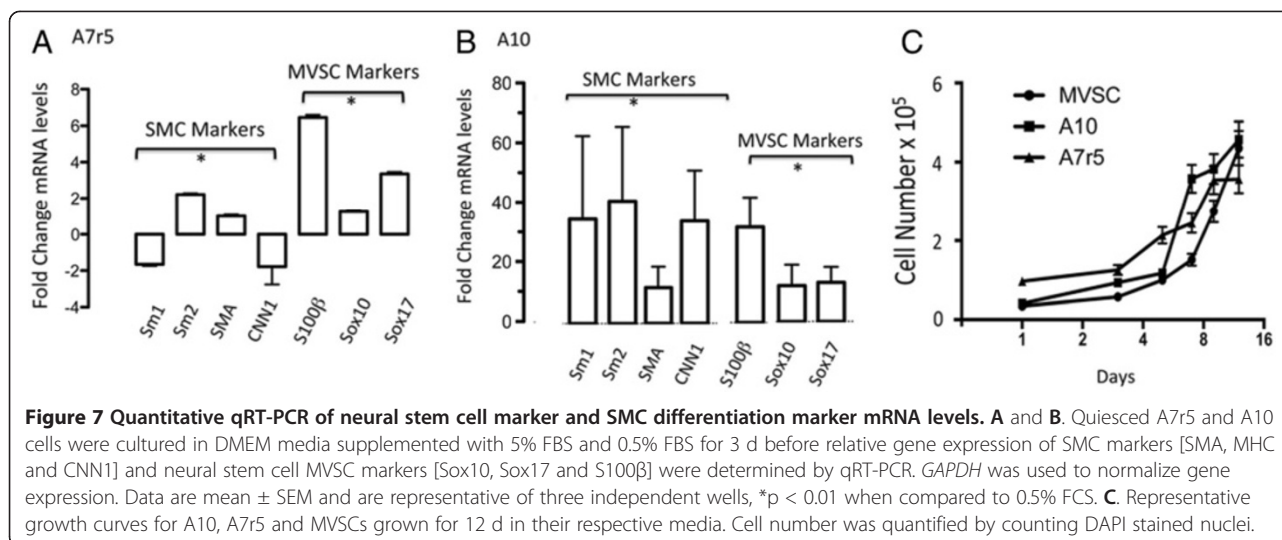 A A7r5
Fold Change mRNA levels
8
6
4
2
0
-2
-4
SMC Markers
*
MVSC Markers
*
Sm1
Sm2
SMA
CNN1
S100β
Sox10
Sox17
B A10
Fold Change mRNA levels
80
60
40
20
0
SMC Markers
*
MVSC Markers
*
Sm1
Sm2
SMA
CNN1
S100β
Sox10
Sox17
C
Cell Number x 10⁵
6
4
2
0
MVSC
A10
A7r5
1
2
4
8
16
Days
Figure 7 Quantitative qRT-PCR of neural stem cell marker and SMC differentiation marker mRNA levels. A and B. Quiesced A7r5 and A10
cells were cultured in DMEM media supplemented with 5% FBS and 0.5% FBS for 3 d before relative gene expression of SMC markers [SMA, MHC
and CNN1] and neural stem cell MVSC markers [Sox10, Sox17 and S100β] were determined by qRT-PCR. GAPDH was used to normalize gene
expression. Data are mean ± SEM and are representative of three independent wells, *p < 0.01 when compared to 0.5% FCS. C. Representative
growth curves for A10, A7r5 and MVSCs grown for 12 d in their respective media. Cell number was quantified by counting DAPI stained nuclei.